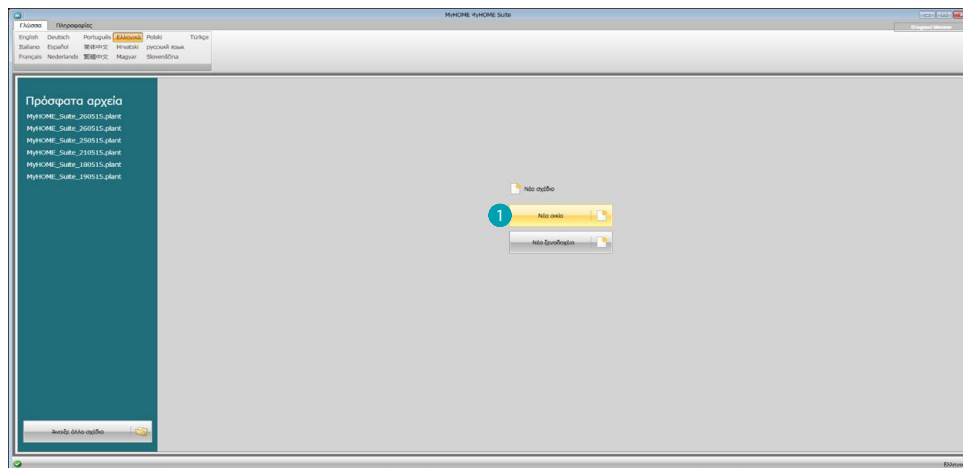 MyHOME MyHOME Suite
Γλώσσα Πληροφορίες
English Deutsch Português Ελληνικά Polski Türkçe
Italiano Español 简体中文 Hrvatski русский язык
Français Nederlands 繁體中文 Magyar Slovenščina
Πρόσφατα αρχεία
MyHOME_Suite_260515.plant
MyHOME_Suite_260515.plant
MyHOME_Suite_250515.plant
MyHOME_Suite_210515.plant
MyHOME_Suite_180515.plant
MyHOME_Suite_190515.plant
Νέο σχέδιο
1 Νέα οικία
Νέο ξενοδοχείο
Άνοιξε άλλο σχέδιο